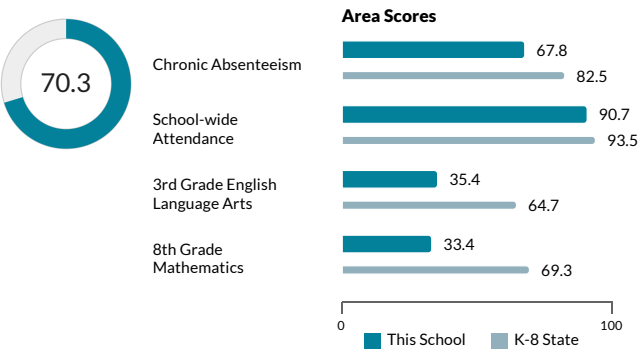 Area Scores
70.3
Chronic Absenteeism
67.8
82.5
School-wide
Attendance
90.7
93.5
3rd Grade English
Language Arts
35.4
64.7
8th Grade
Mathematics
33.4
69.3
0
100
This School
K-8 State